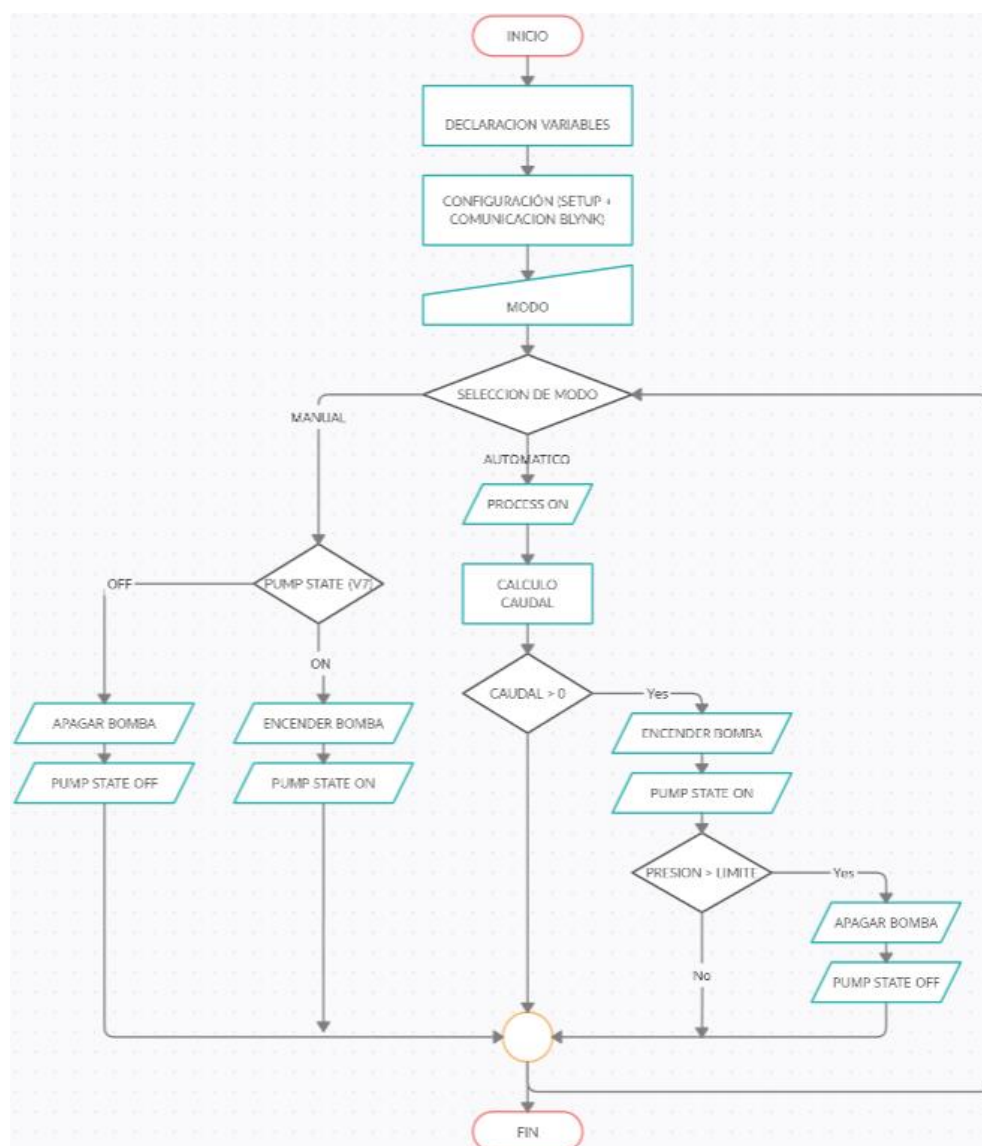 INICIO
DECLARACION VARIABLES
CONFIGURACIÓN (SETUP +
COMUNICACION BLYNK)
MODO
SELECCION DE MODO
MANUAL
AUTOMATICO
PROCESS ON
PUMP STATE (V7)
OFF
ON
CALCULO
CAUDAL
CAUDAL > 0
Yes
APAGAR BOMBA
ENCENDER BOMBA
ENCENDER BOMBA
PUMP STATE OFF
PUMP STATE ON
PUMP STATE ON
PRESION > LIMITE
Yes
APAGAR BOMBA
No
PUMP STATE OFF
FIN